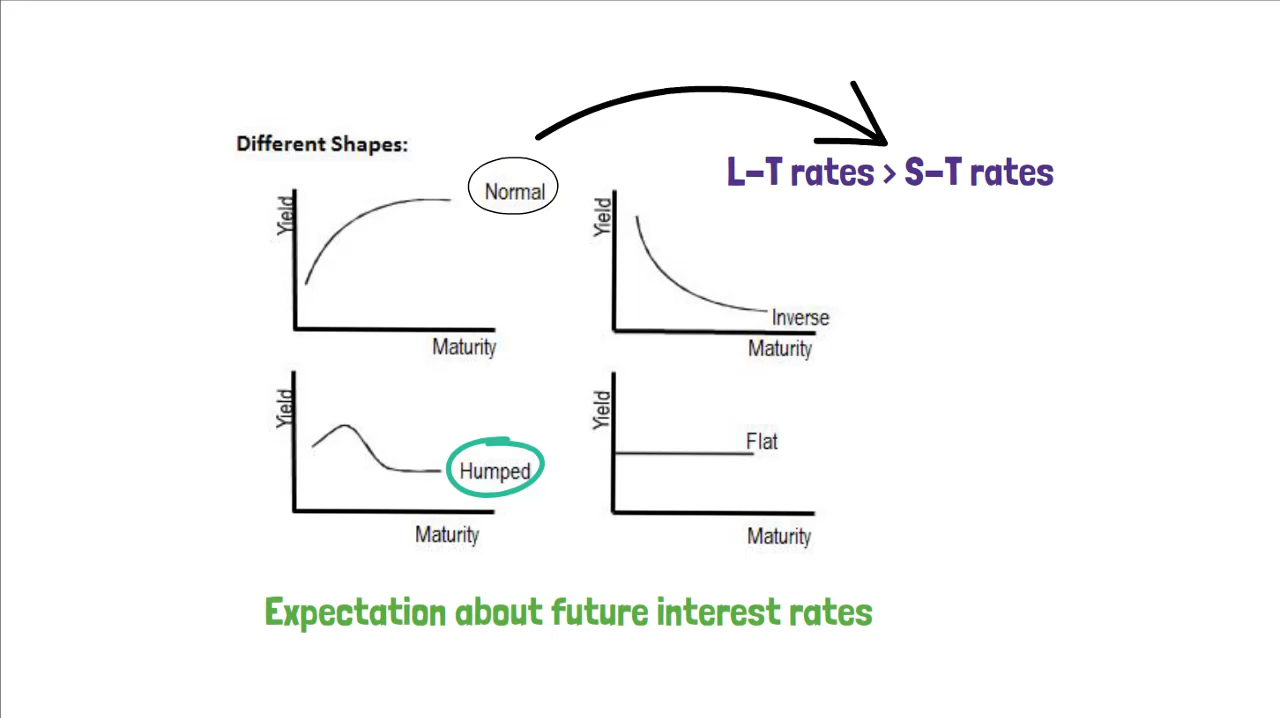 Different Shapes:
L-T rates > S-T rates
Normal
Yield
Maturity
Yield
Inverse
Maturity
Yield
Humped
Maturity
Yield
Flat
Maturity
Expectation about future interest rates